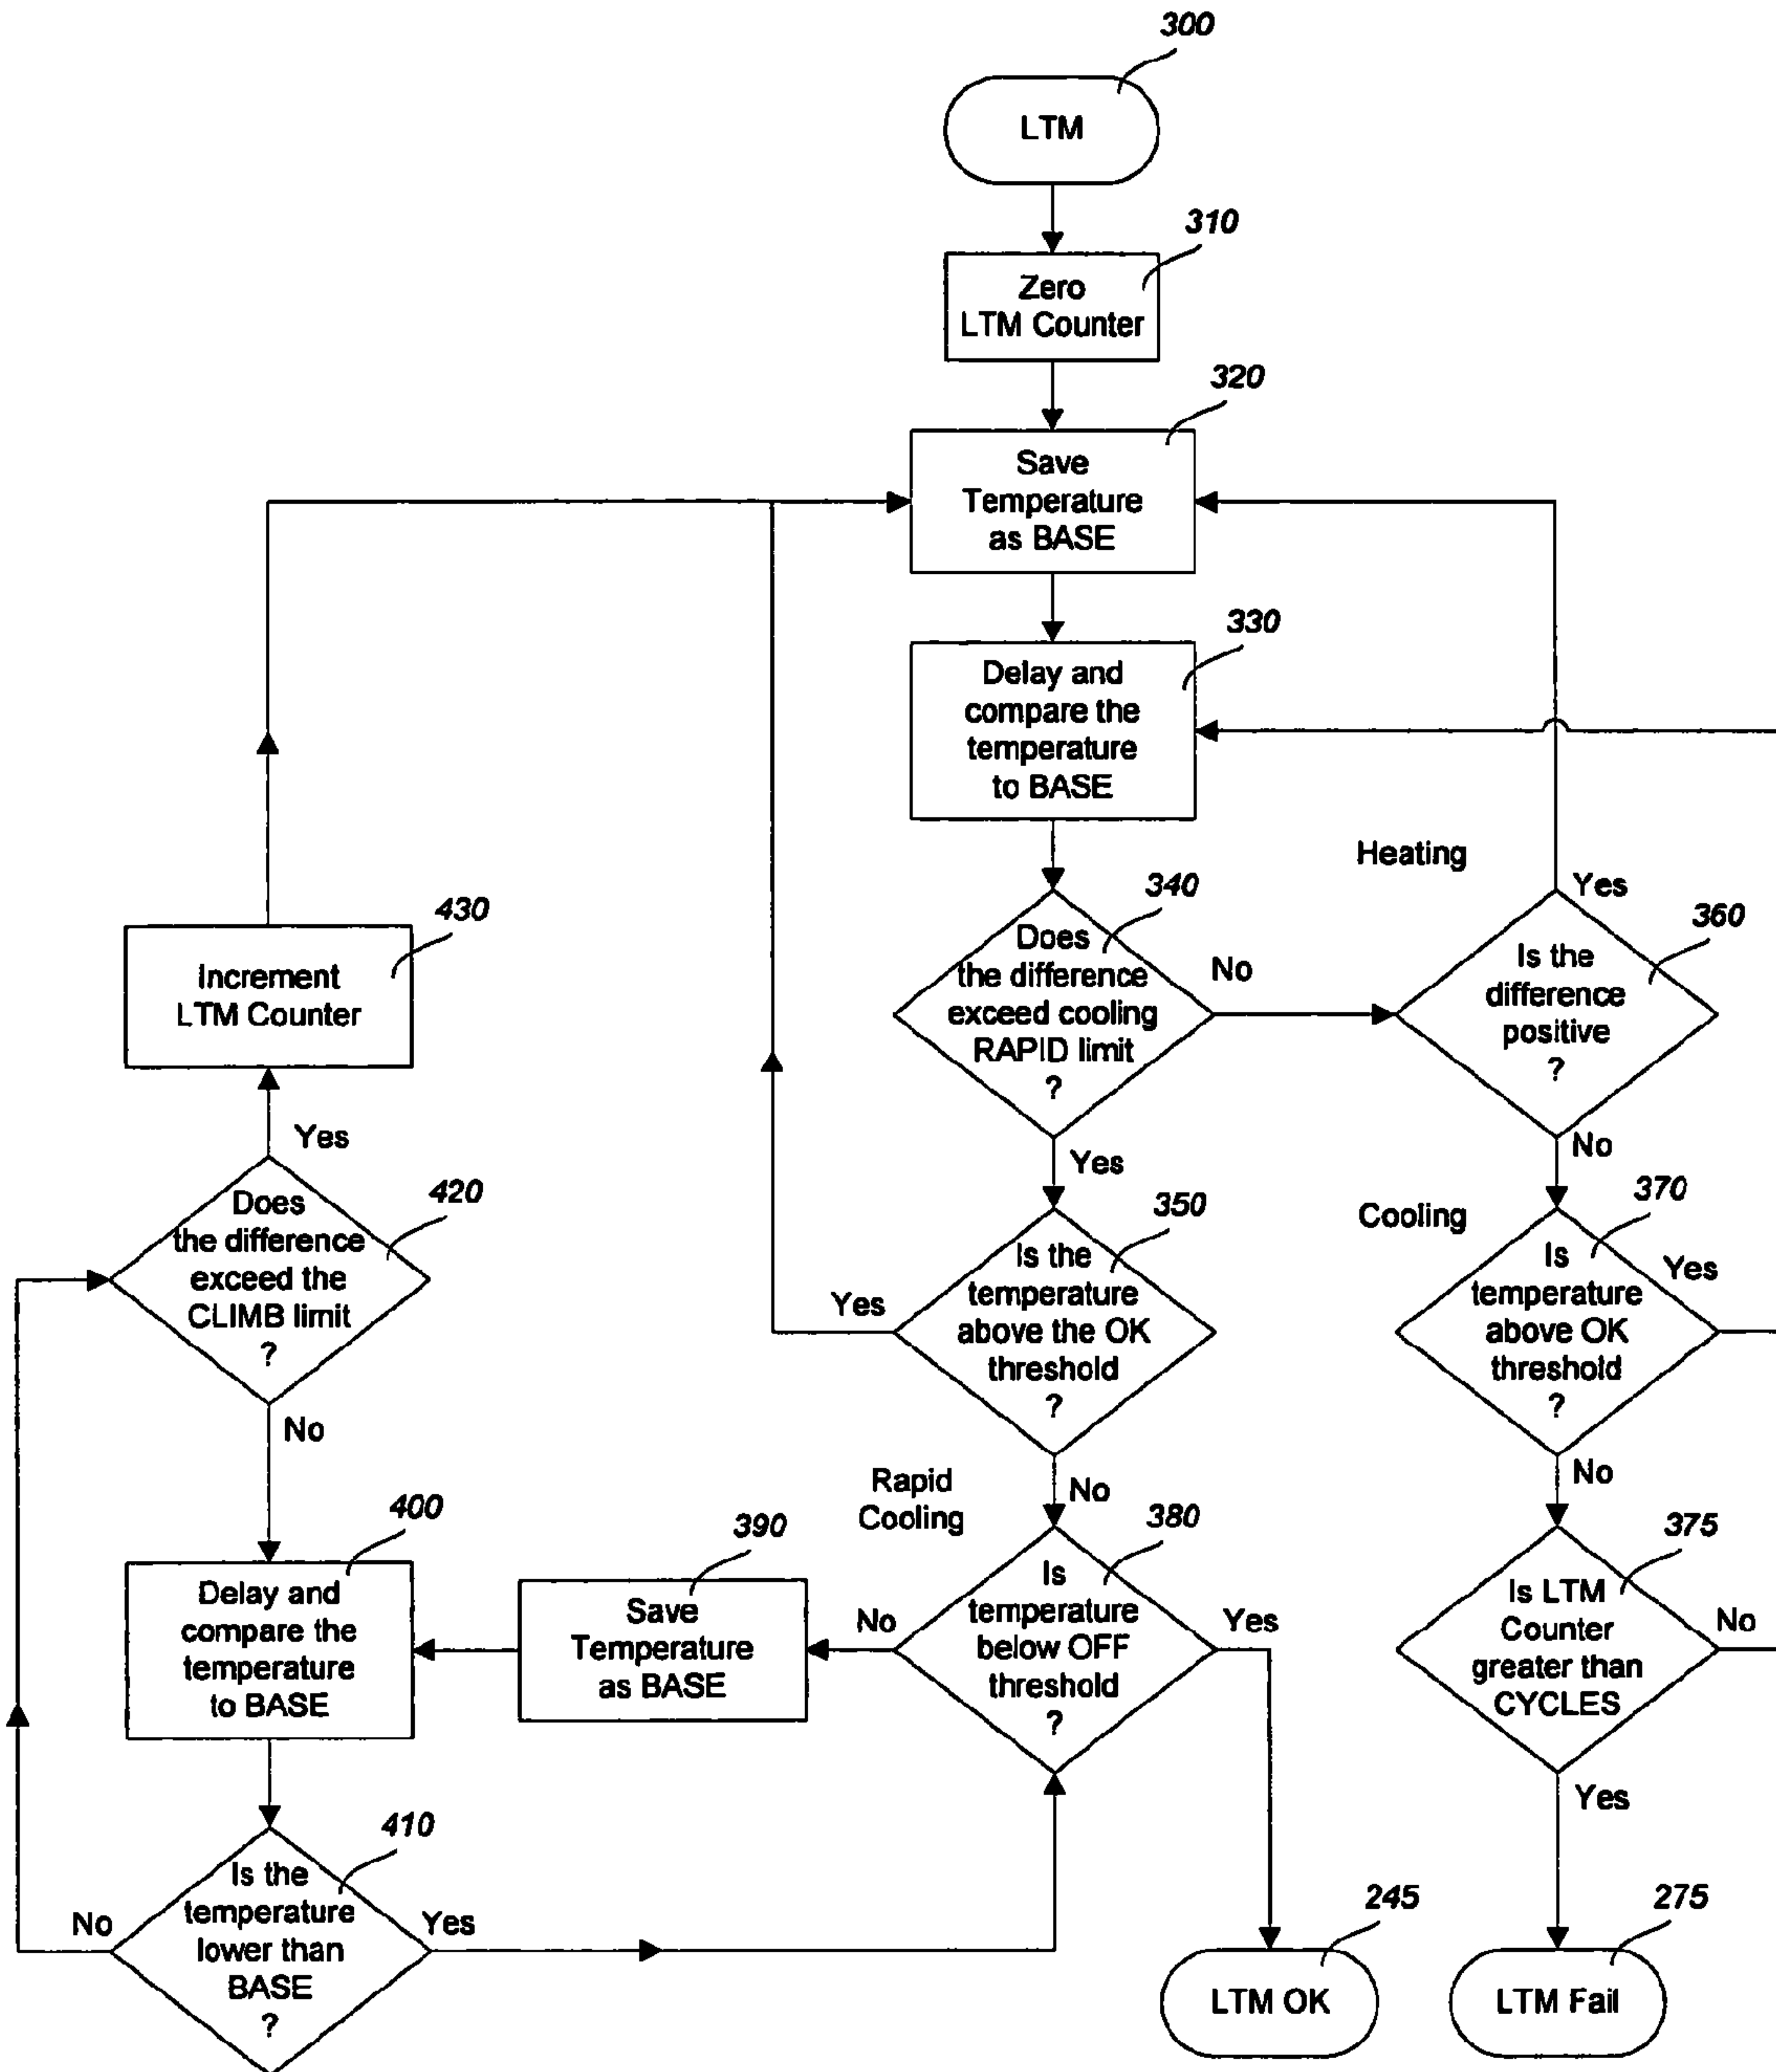 300
LTM
310
Zero
LTM Counter
320
Save
Temperature
as BASE
330
Delay and
compare the
temperature
to BASE
Heating
340
Does
the difference
exceed cooling
RAPID limit
?
No
Yes
360
Is the
difference
positive
?
Yes
No
430
Increment
LTM Counter
Yes
420
Does
the difference
exceed the
CLIMB limit
?
No
350
Is the
temperature
above the OK
threshold
?
Yes
No
Cooling
370
Is
temperature
above OK
threshold
?
Yes
No
Rapid
Cooling
380
Is
temperature
below OFF
threshold
?
No
Yes
375
Is LTM
Counter
greater than
CYCLES
No
Yes
390
Save
Temperature
as BASE
400
Delay and
compare the
temperature
to BASE
410
Is the
temperature
lower than
BASE
?
No
Yes
245
LTM OK
275
LTM Fail